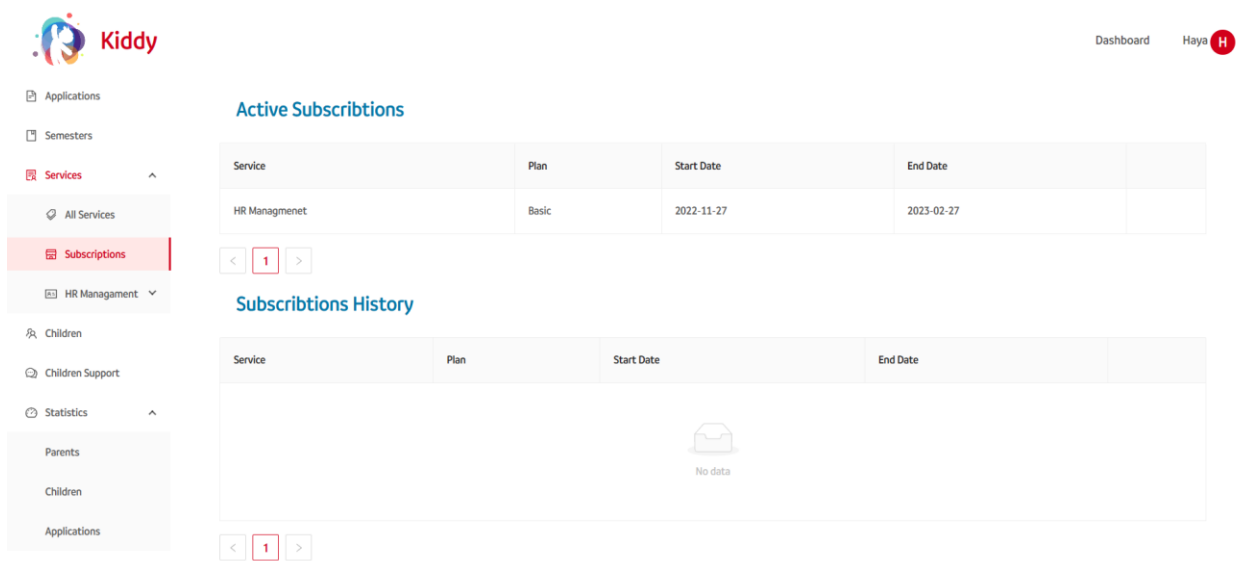 Kiddy
Dashboard
Haya
H
Applications
Semesters
Services
All Services
Subscriptions
HR Managament
Children
Children Support
Statistics
Parents
Children
Applications
Active Subscribtions
Service Plan Start Date End Date
HR Managmenet Basic 2022-11-27 2023-02-27
< 1 >
Subscribtions History
Service Plan Start Date End Date
No data
< 1 >